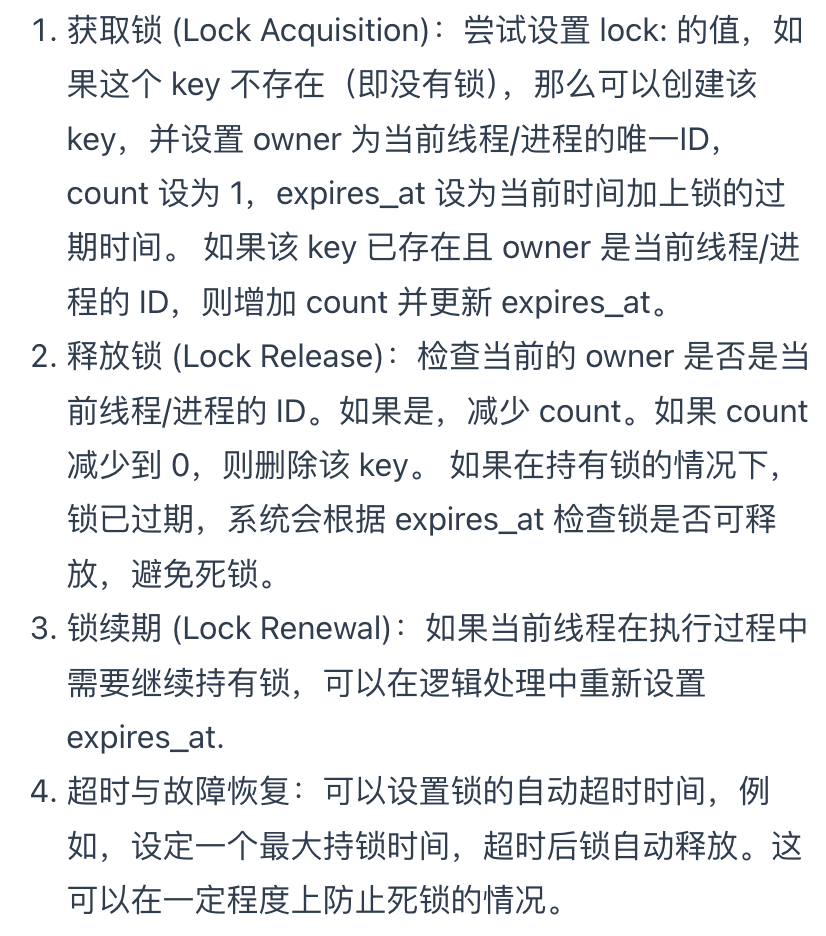 1. 获取锁 (Lock Acquisition)：尝试设置 lock: 的值，如
果这个 key 不存在（即没有锁），那么可以创建该
key，并设置 owner 为当前线程/进程的唯一ID，
count 设为 1，expires_at 设为当前时间加上锁的过
期时间。 如果该 key 已存在且 owner 是当前线程/进
程的 ID，则增加 count 并更新 expires_at。
2. 释放锁 (Lock Release)：检查当前的 owner 是否是当
前线程/进程的 ID。如果是，减少 count。如果 count
减少到 0，则删除该 key。 如果在持有锁的情况下，
锁已过期，系统会根据 expires_at 检查锁是否可释
放，避免死锁。
3. 锁续期 (Lock Renewal)：如果当前线程在执行过程中
需要继续持有锁，可以在逻辑处理中重新设置
expires_at.
4. 超时与故障恢复：可以设置锁的自动超时时间，例
如，设定一个最大持锁时间，超时后锁自动释放。这
可以在一定程度上防止死锁的情况。